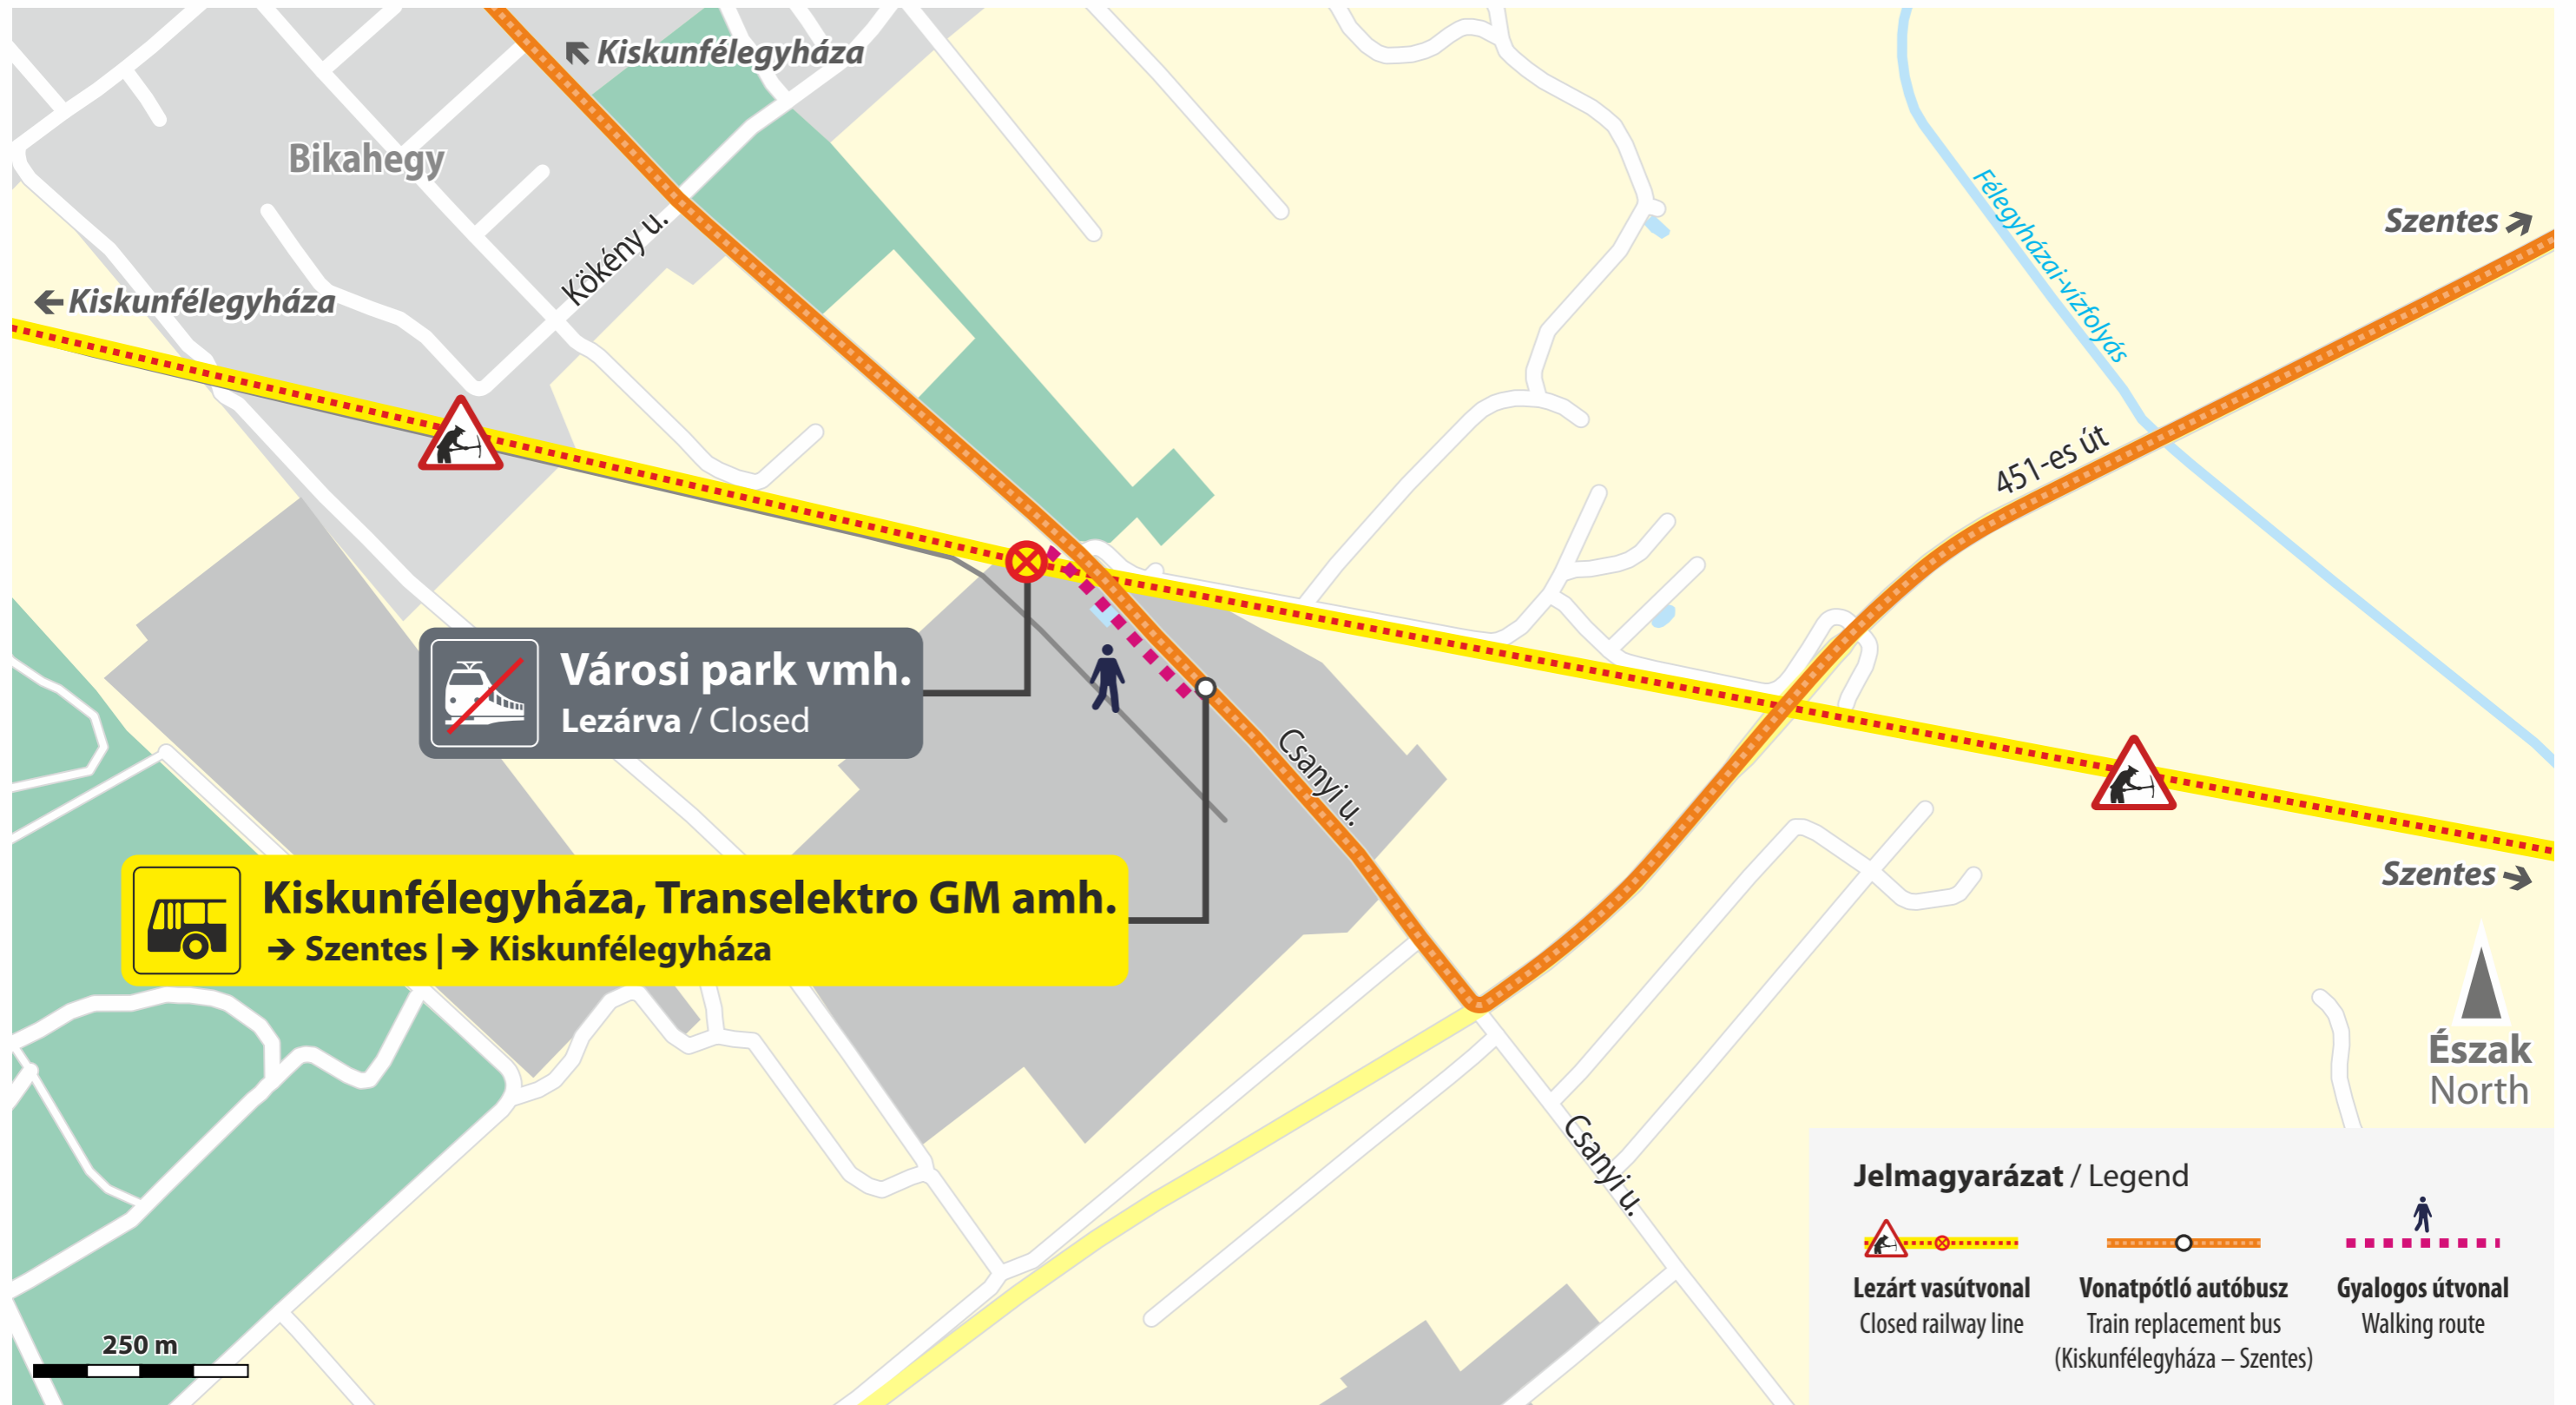 Kiskunfélegyháza
Bikahegy
Kökény u.
Kiskunfélegyháza
Félegyházai-vízfolyás
Szentes
451-es út
Városi park vmh.
Lezárva / Closed
Csanyi u.
Kiskunfélegyháza, Transelektro GM amh.
→ Szentes | → Kiskunfélegyháza
Szentes
Észak
North
Csanyi u.
250 m
Jelmagyarázat / Legend
Lezárt vasútvonal
Closed railway line
Vonatpótló autóbusz
Train replacement bus
(Kiskunfélegyháza – Szentes)
Gyalogos útvonal
Walking route